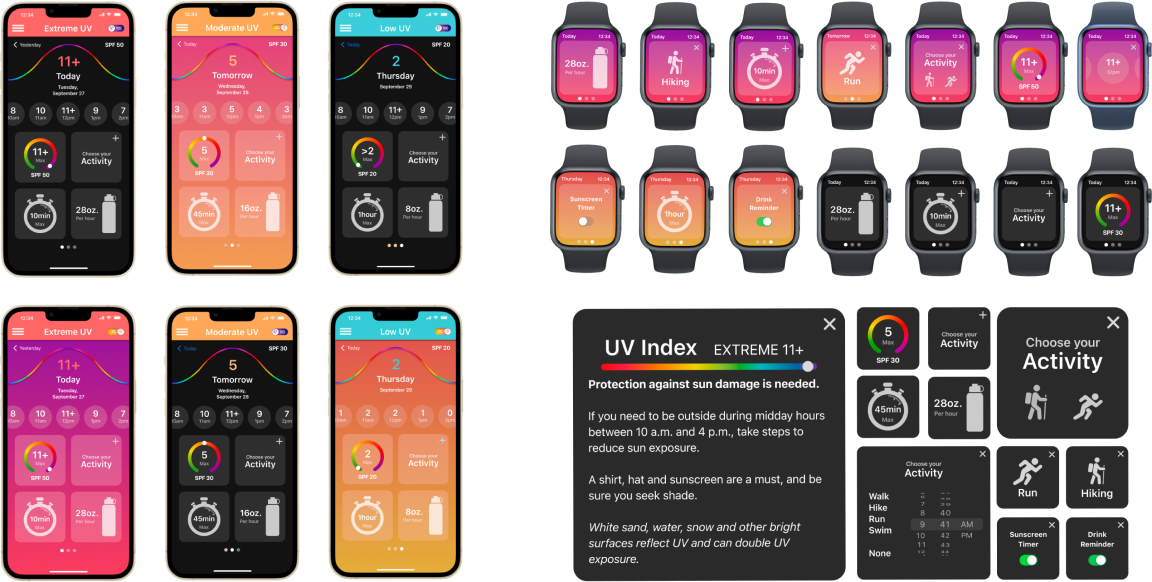 12:34
Extreme UV
Yesterday
SPF 50
11+
Today
Tuesday,
September 27
8 10 11+ 9 7
10am 11am 12pm 1pm 2pm
11+
Max
SPF 50
Choose your
Activity
10min
Max
28oz.
Per hour
12:34
Moderate UV
Today
SPF 30
5
Tomorrow
Wednesday,
September 28
3 3 5 4 3
11am 12pm 1pm
5
Max
SPF 30
Choose your
Activity
45min
Max
16oz.
Per hour
12:34
Low UV
Today
SPF 20
2
Thursday
September 29
8 10 11+ 9 7
10am 11am 12pm 1pm 2pm
>2
Max
SPF 20
Choose your
Activity
1hour
Max
8oz.
Per hour
12:34
Extreme UV
Yesterday
SPF 50
11+
Today
Tuesday,
September 27
8 10 11+ 9 7
10am 11am 12pm 1pm 2pm
11+
Max
SPF 50
Choose your
Activity
10min
Max
28oz.
Per hour
12:34
Moderate UV
Today
SPF 30
5
Tomorrow
Wednesday,
September 28
8 10 11+ 9 7
10am 11am 12pm 1pm 2pm
5
Max
SPF 30
Choose your
Activity
45min
Max
16oz.
Per hour
12:34
Low UV
Today
SPF 20
2
Thursday
September 29
1 2 2 1 0
10am 11am 12pm 1pm 2pm
2
Max
SPF 20
Choose your
Activity
1hour
Max
8oz.
Per hour
Today 12:34
28oz.
Per hour
Today 12:34
Hiking
Today 12:34
10min
Max
Tomorrow 12:34
Run
Today 12:34
Choose your
Activity
Today 12:34
11+
Max
SPF 50
Today 12:34
11+
12pm
Thursday 12:34
Sunscreen
Timer
Thursday 12:34
1hour
Max
Thursday 12:34
Drink
Reminder
Today 12:34
28oz.
Per hour
Today 12:34
10min
Max
Today 12:34
Choose your
Activity
Today 12:34
11+
Max
SPF 30
UV Index EXTREME 11+
Protection against sun damage is needed.
If you need to be outside during midday hours
between 10 a.m. and 4 p.m., take steps to
reduce sun exposure.
A shirt, hat and sunscreen are a must, and be
sure you seek shade.
White sand, water, snow and other bright
surfaces reflect UV and can double UV
exposure.
5
Max
SPF 30
Choose your
Activity
45min
Max
28oz.
Per hour
Choose your
Activity
Choose your
Activity
Walk
Hike
Run
Swim
None
7 39
8 40
9 41 AM
10 42 PM
11 43
Run
Hiking
Sunscreen
Timer
Drink
Reminder